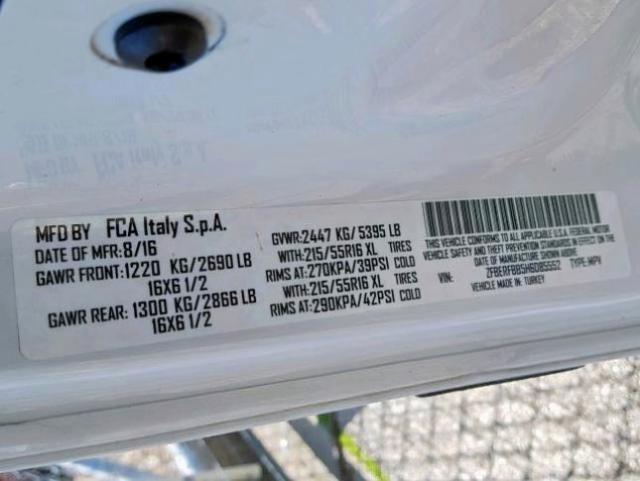 MFD BY FCA Italy S.p.A.
DATE OF MFR:8/16
GAWR FRONT:1220 KG/2690 LB
16X6 1/2
GAWR REAR: 1300 KG/2866 LB
16X6 1/2
GVWR:2447 KG/ 5395 LB
WITH:215/55R16 XL TIRES
RIMS AT:270KPA/39PSI COLD
WITH:215/55R16 XL TIRES
RIMS AT:290KPA/42PSI COLD
THIS VEHICLE CONFORMS TO ALL APPLICABLE U.S.A. FEDERAL MOTOR
VEHICLE SAFETY STANDARDS IN EFFECT ON THE
DATE OF MANUFACTURE SHOWN ABOVE.
VIN: TYPE: MPV
VEHICLE MADE IN: TURKEY